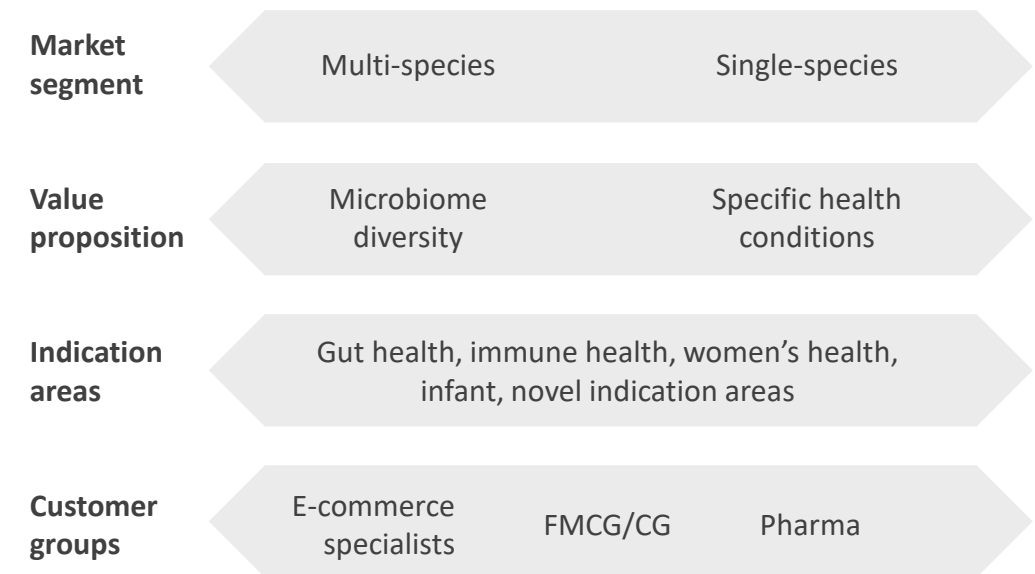 Market
segment
Multi-species
Single-species
Value
proposition
Microbiome
diversity
Specific health
conditions
Indication
areas
Gut health, immune health, women’s health,
infant, novel indication areas
Customer
groups
E-commerce
specialists
FMCG/CG
Pharma